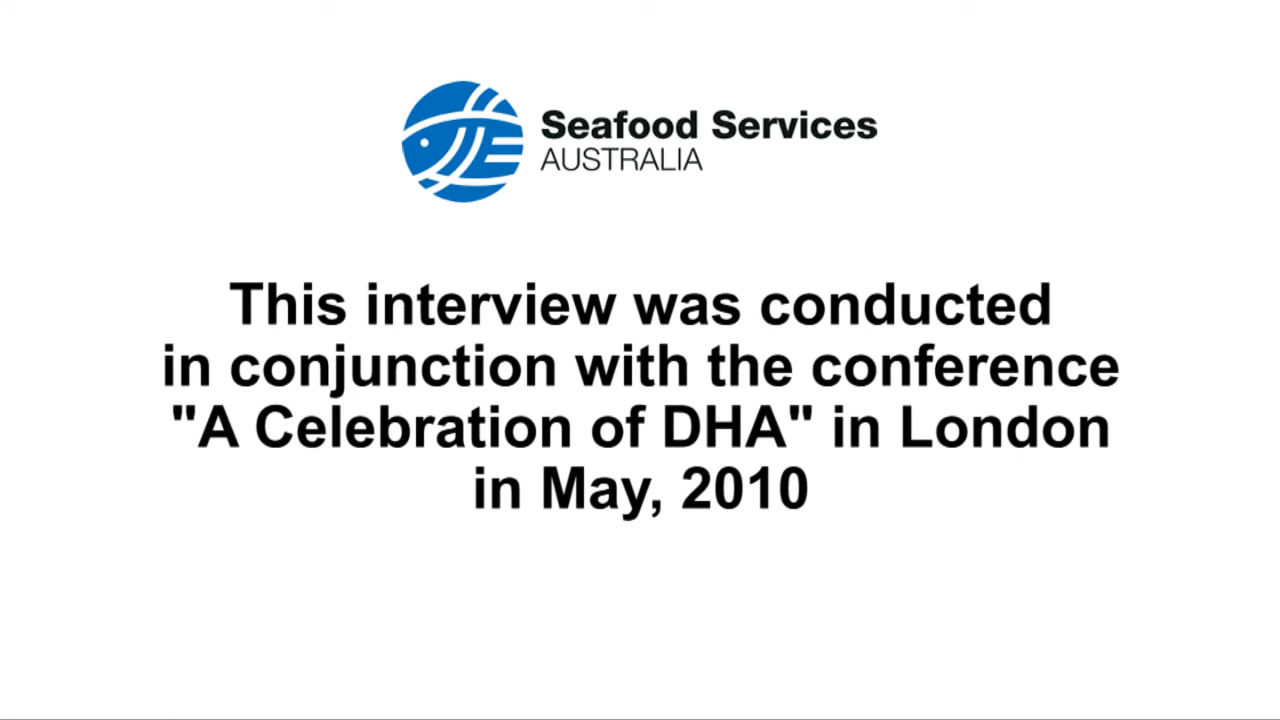 Seafood Services
AUSTRALIA
This interview was conducted
in conjunction with the conference
"A Celebration of DHA" in London
in May, 2010